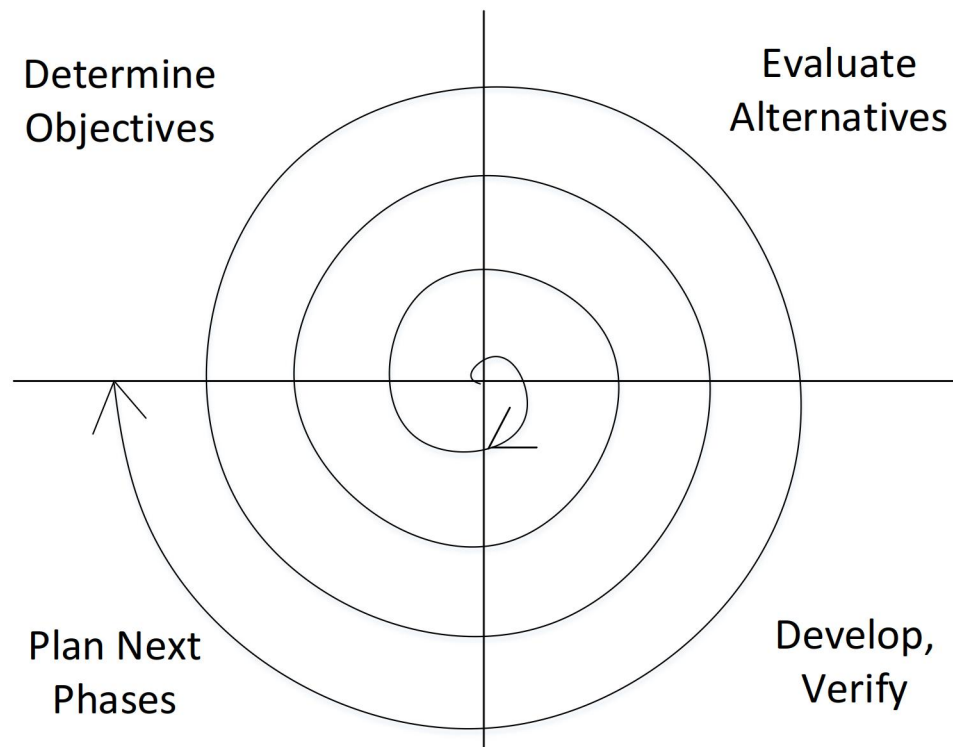 Determine
Objectives
Evaluate
Alternatives
Plan Next
Phases
Develop,
Verify